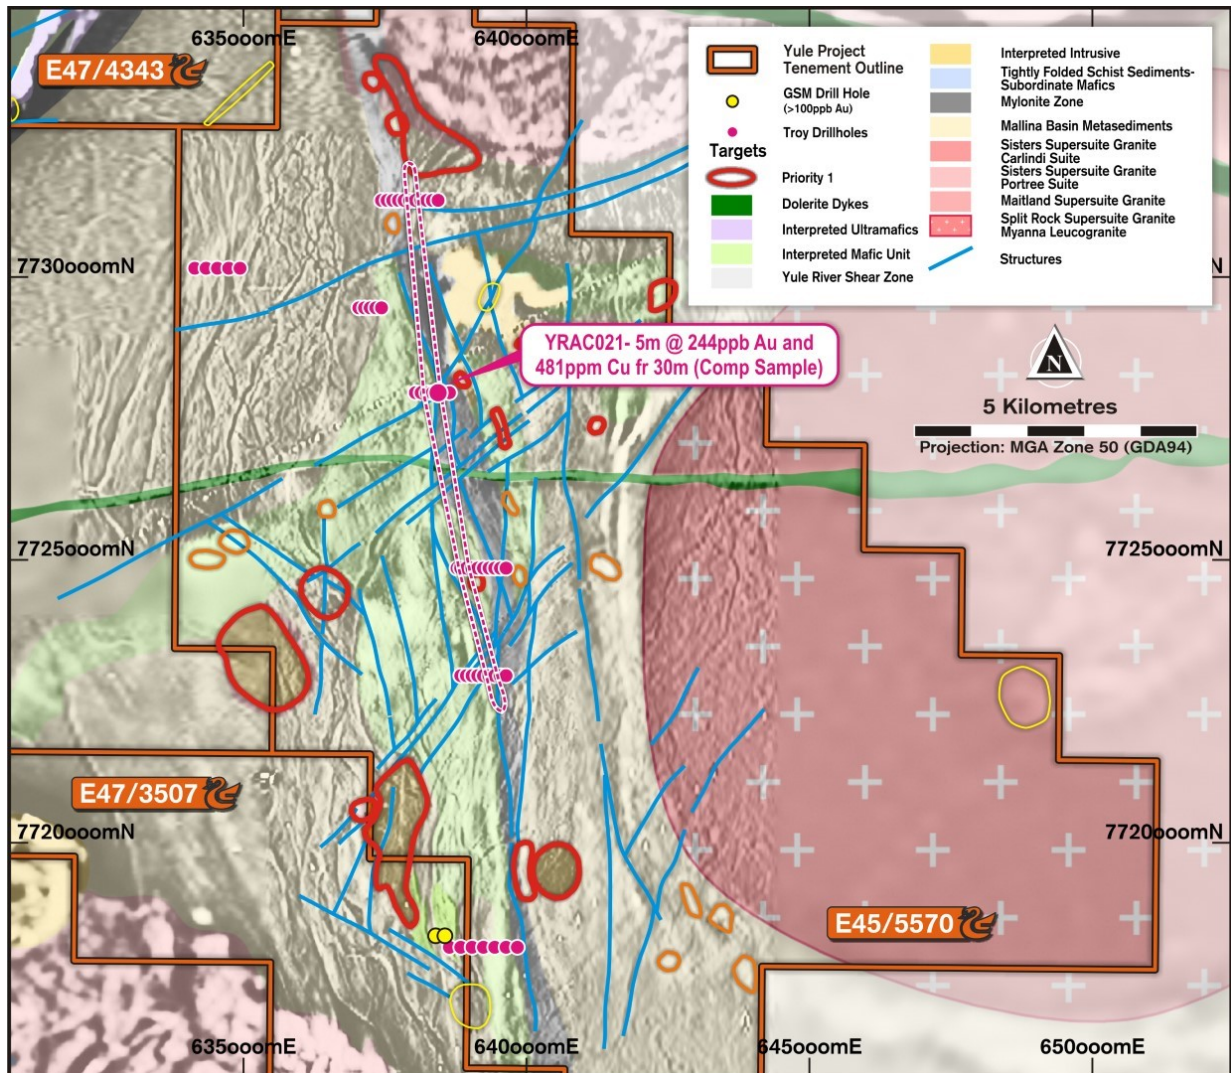 635000mE
640000mE
E47/4343
Yule Project
Tenement Outline
GSM Drill Hole
(>100ppb Au)
Troy Drillholes
Targets
Priority 1
Dolerite Dykes
Interpreted Ultramafics
Interpreted Mafic Unit
Yule River Shear Zone
Interpreted Intrusive
Tightly Folded Schist Sediments-
Subordinate Mafics
Mylonite Zone
Mallina Basin Metasediments
Sisters Supersuite Granite
Carlindi Suite
Sisters Supersuite Granite
Portree Suite
Maitland Supersuite Granite
Split Rock Supersuite Granite
Myanna Leucogranite
Structures
7730000mN
N
YRAC021- 5m @ 244ppb Au and
481ppm Cu fr 30m (Comp Sample)
N
5 Kilometres
Projection: MGA Zone 50 (GDA94)
7725000mN
7725000mN
E47/3507
7720000mN
7720000mN
E45/5570
635000mE
640000mE
645000mE
650000mE